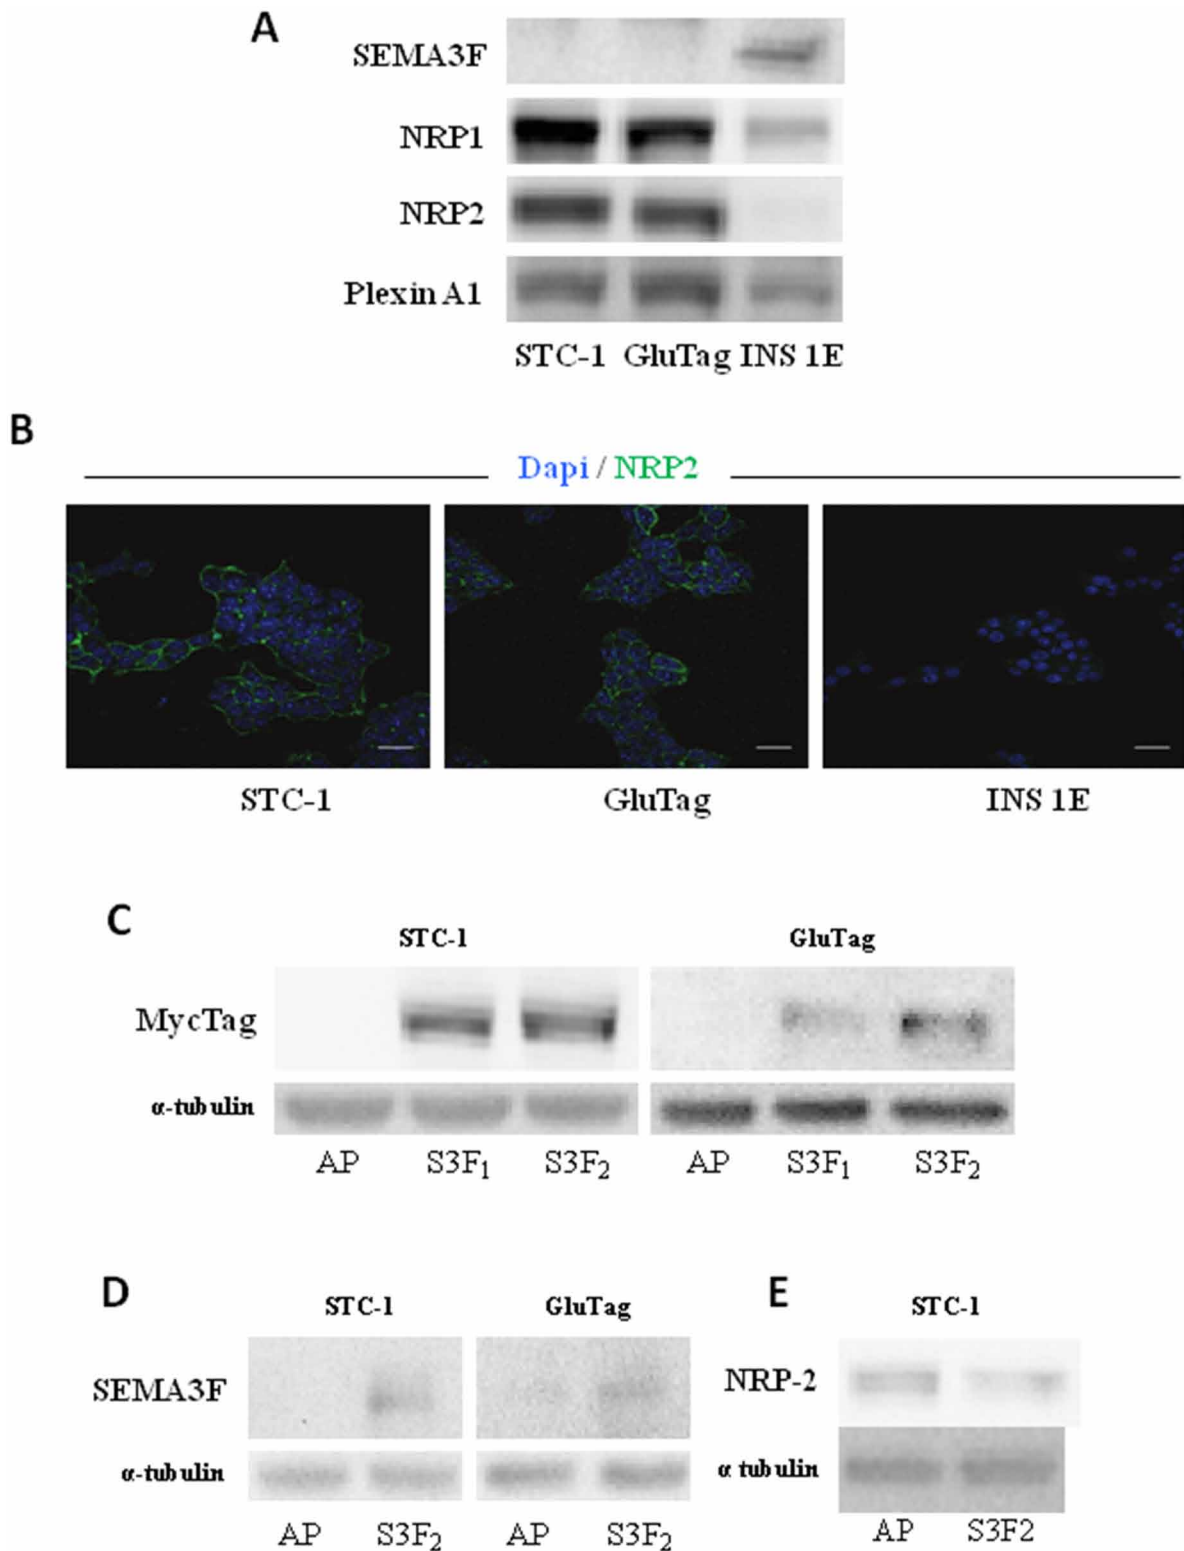 A
SEMA3F
NRP1
NRP2
Plexin A1
STC-1 GluTag INS 1E
B
Dapi / NRP2
STC-1 GluTag INS 1E
C
STC-1 GluTag
MycTag
α-tubulin
AP S3F₁ S3F₂ AP S3F₁ S3F₂
D E
STC-1 GluTag STC-1
SEMA3F NRP-2
α-tubulin α tubulin
AP S3F₂ AP S3F₂ AP S3F2